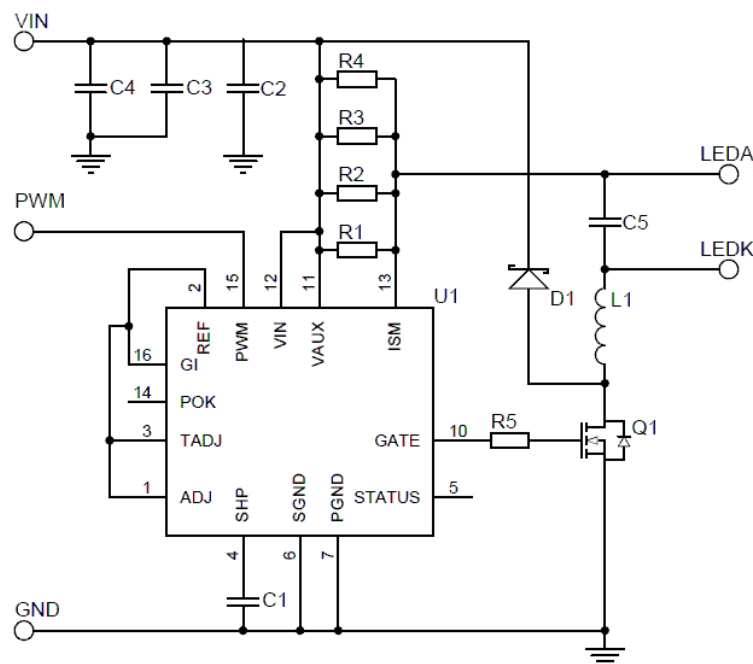 VIN
R4
C4
C3
C2
R3
LEDA
R2
PWM
C5
R1
LEDK
2
15
12
11
13
U1
D1
L1
REF
PWM
VIN
VAUX
ISM
16
GI
14
POK
3
TADJ
GATE
10
R5
Q1
1
ADJ
SHP
SGND
PGND
STATUS
5
4
6
7
C1
GND